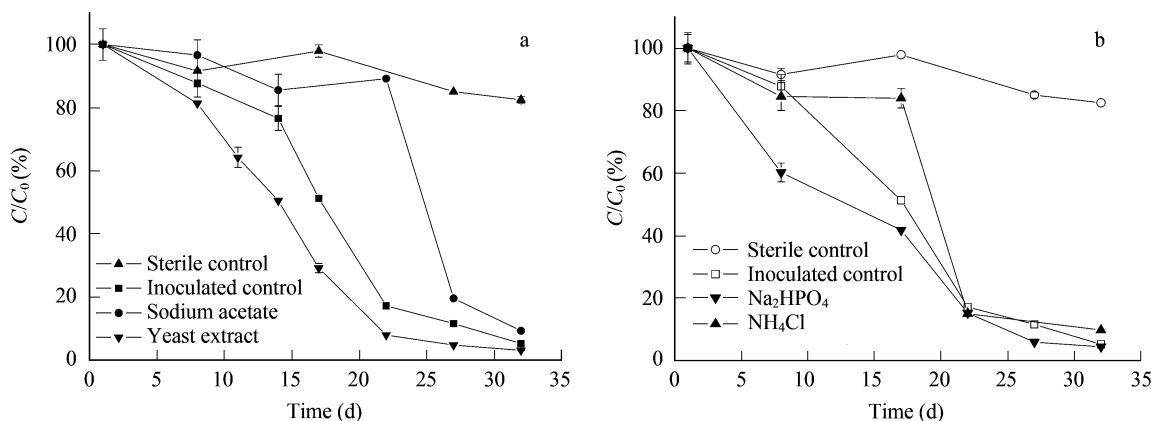 a
C/C0 (%)
100
80
60
40
20
0
Sterile control
Inoculated control
Sodium acetate
Yeast extract
0 5 10 15 20 25 30 35
Time (d)
b
C/C0 (%)
100
80
60
40
20
0
Sterile control
Inoculated control
Na2HPO4
NH4Cl
0 5 10 15 20 25 30 35
Time (d)